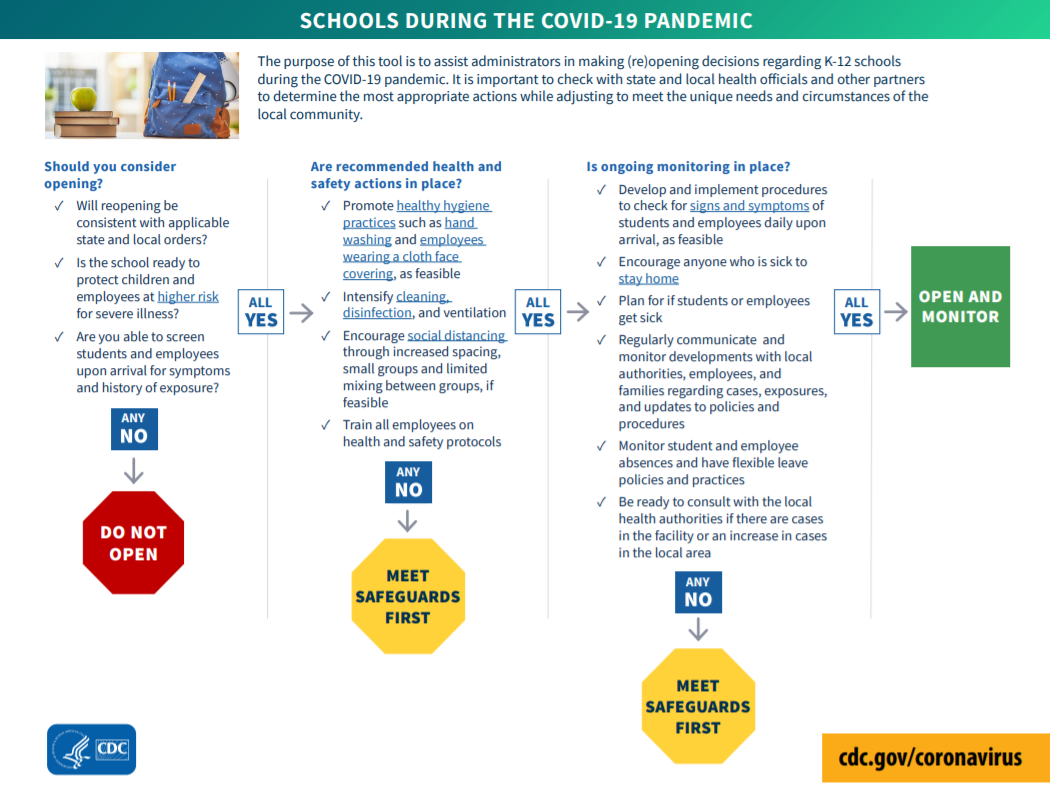 SCHOOLS DURING THE COVID-19 PANDEMIC
The purpose of this tool is to assist administrators in making (re)opening decisions regarding K-12 schools
during the COVID-19 pandemic. It is important to check with state and local health officials and other partners
to determine the most appropriate actions while adjusting to meet the unique needs and circumstances of the
local community.
Should you consider
opening?
✓ Will reopening be
consistent with applicable
state and local orders?
✓ Is the school ready to
protect children and
employees at higher risk
for severe illness?
✓ Are you able to screen
students and employees
upon arrival for symptoms
and history of exposure?
ANY
NO
DO NOT
OPEN
ALL
YES
Are recommended health and
safety actions in place?
✓ Promote healthy hygiene
practices such as hand
washing and employees
wearing a cloth face
covering, as feasible
✓ Intensify cleaning,
disinfection, and ventilation
✓ Encourage social distancing
through increased spacing,
small groups and limited
mixing between groups, if
feasible
✓ Train all employees on
health and safety protocols
ANY
NO
MEET
SAFEGUARDS
FIRST
ALL
YES
Is ongoing monitoring in place?
✓ Develop and implement procedures
to check for signs and symptoms of
students and employees daily upon
arrival, as feasible
✓ Encourage anyone who is sick to
stay home
✓ Plan for if students or employees
get sick
✓ Regularly communicate and
monitor developments with local
authorities, employees, and
families regarding cases, exposures,
and updates to policies and
procedures
✓ Monitor student and employee
absences and have flexible leave
policies and practices
✓ Be ready to consult with the local
health authorities if there are cases
in the facility or an increase in cases
in the local area
ANY
NO
MEET
SAFEGUARDS
FIRST
ALL
YES
OPEN AND
MONITOR
CDC
cdc.gov/coronavirus